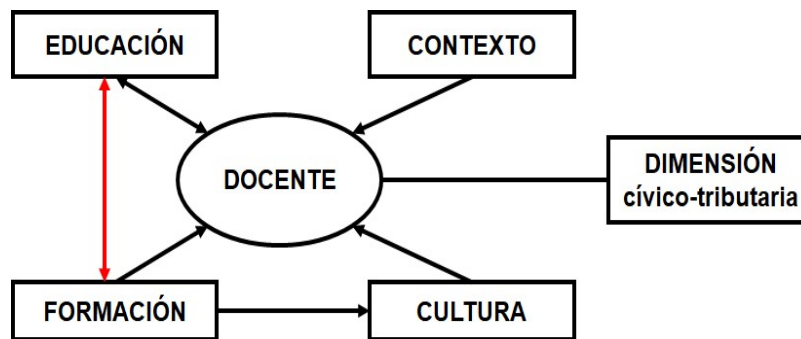 EDUCACIÓN
CONTEXTO
DOCENTE
DIMENSIÓN
cívico-tributaria
FORMACIÓN
CULTURA